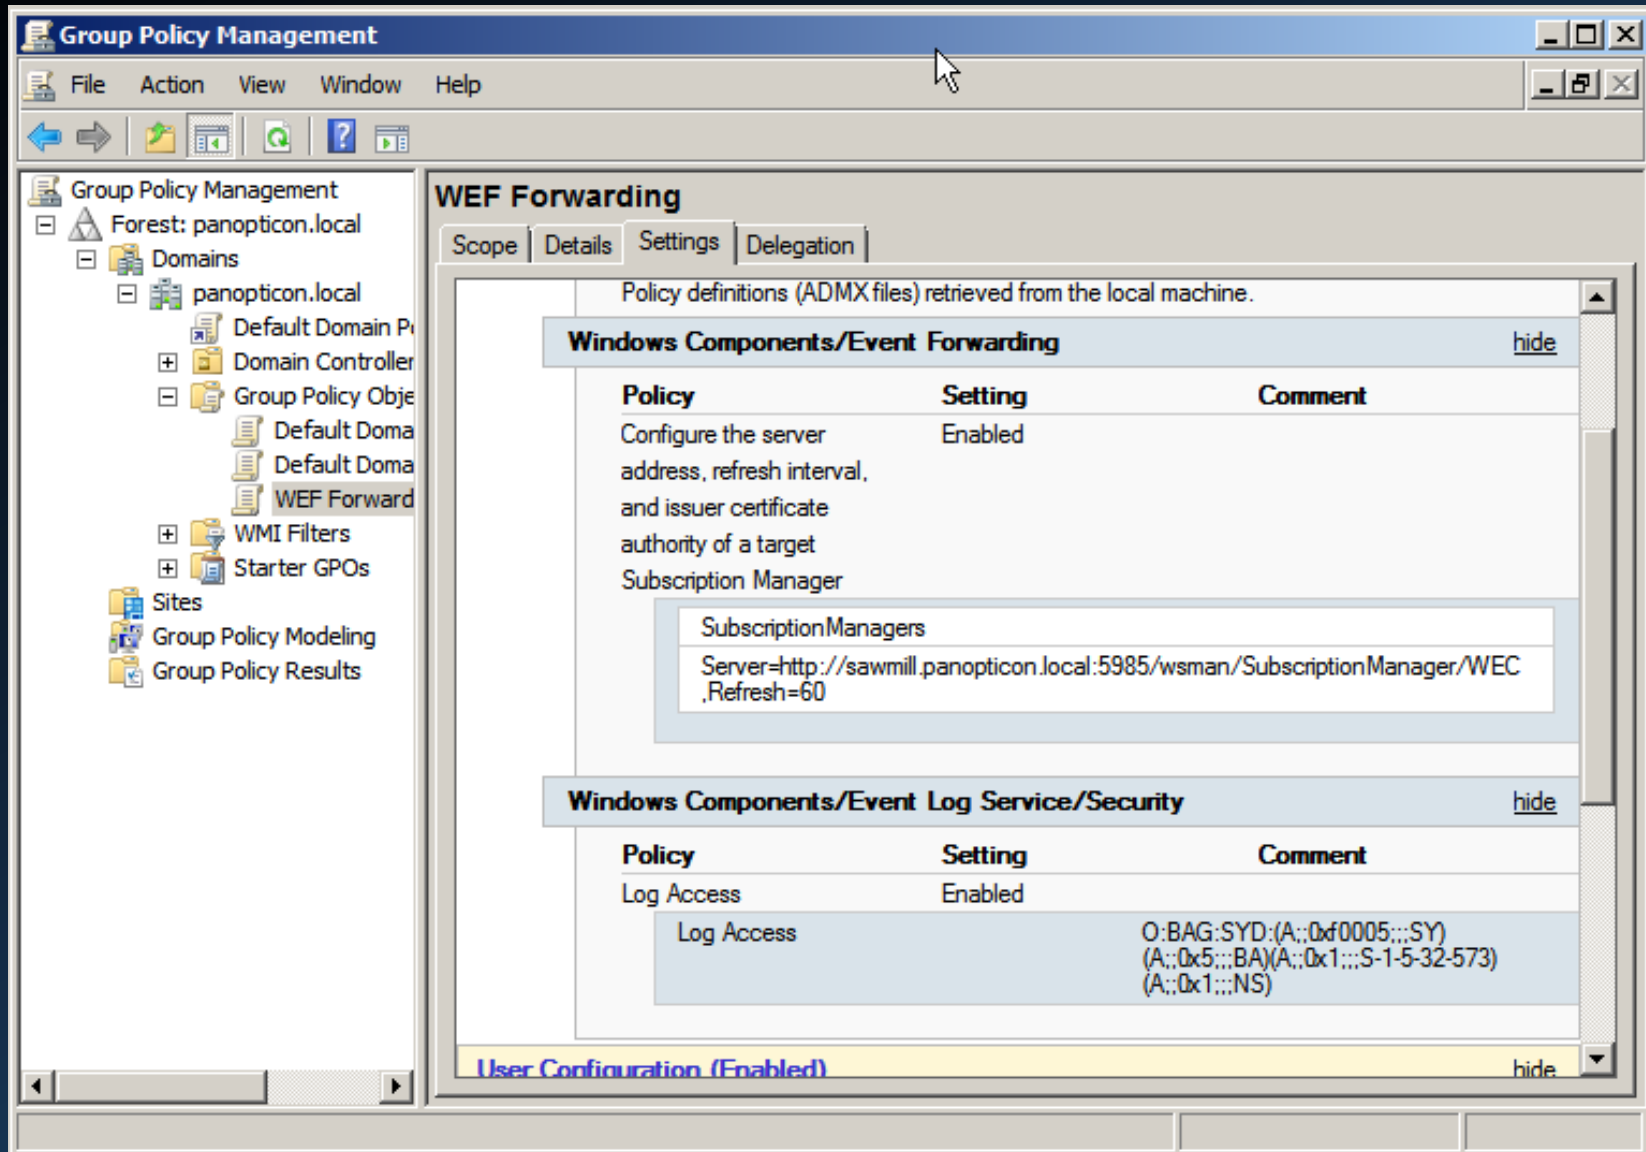 Group Policy Management
File Action View Window Help
Group Policy Management
Forest: panopticon.local
Domains
panopticon.local
Default Domain P
Domain Controller
Group Policy Obje
Default Doma
Default Doma
WEF Forward
WMI Filters
Starter GPOs
Sites
Group Policy Modeling
Group Policy Results
WEF Forwarding
Scope Details Settings Delegation
Policy definitions (ADMX files) retrieved from the local machine.
Windows Components/Event Forwarding hide
Policy Setting Comment
Configure the server Enabled
address, refresh interval,
and issuer certificate
authority of a target
Subscription Manager
SubscriptionManagers
Server=http://sawmill.panopticon.local:5985/wsman/SubscriptionManager/WEC
,Refresh=60
Windows Components/Event Log Service/Security hide
Policy Setting Comment
Log Access Enabled
Log Access O:BAG:SYD:(A;;0xf0005;;;SY)
(A;;0x5;;;BA)(A;;0x1;;;S-1-5-32-573)
(A;;0x1;;;NS)
User Configuration (Enabled) hide